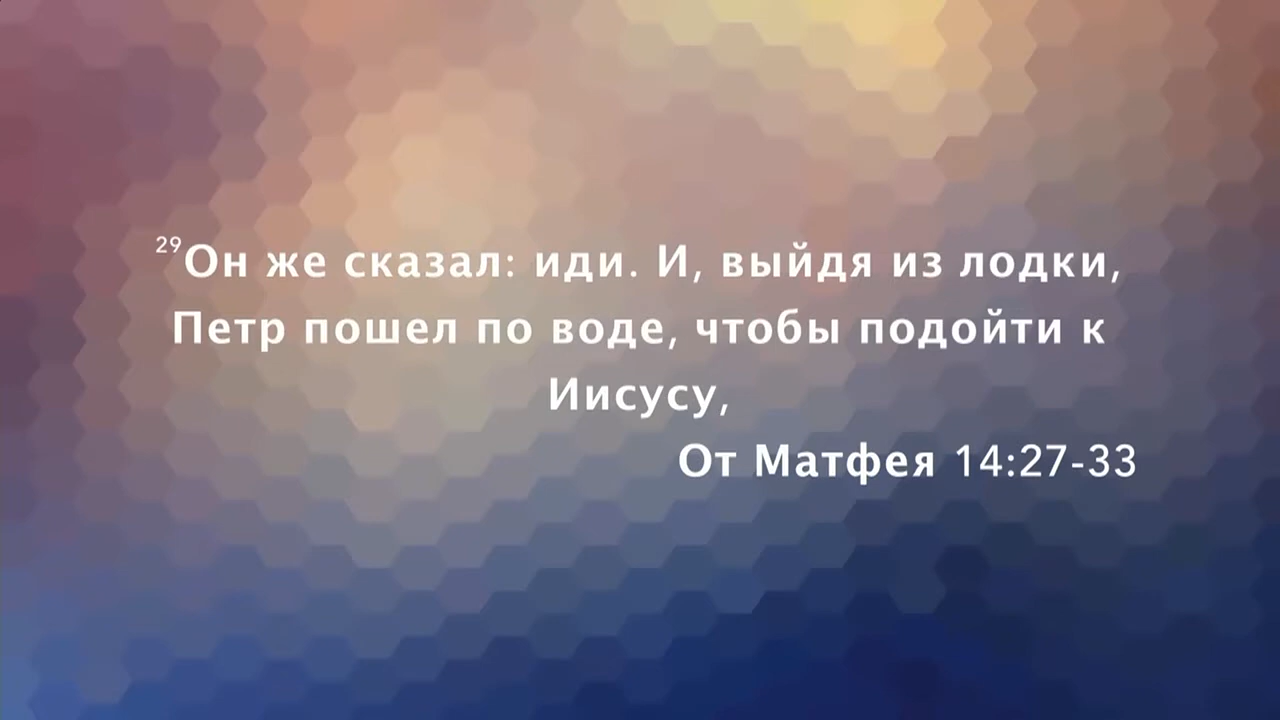 29Он же сказал: иди. И, выйдя из лодки,
Петр пошел по воде, чтобы подойти к
Иисусу,
От Матфея 14:27-33